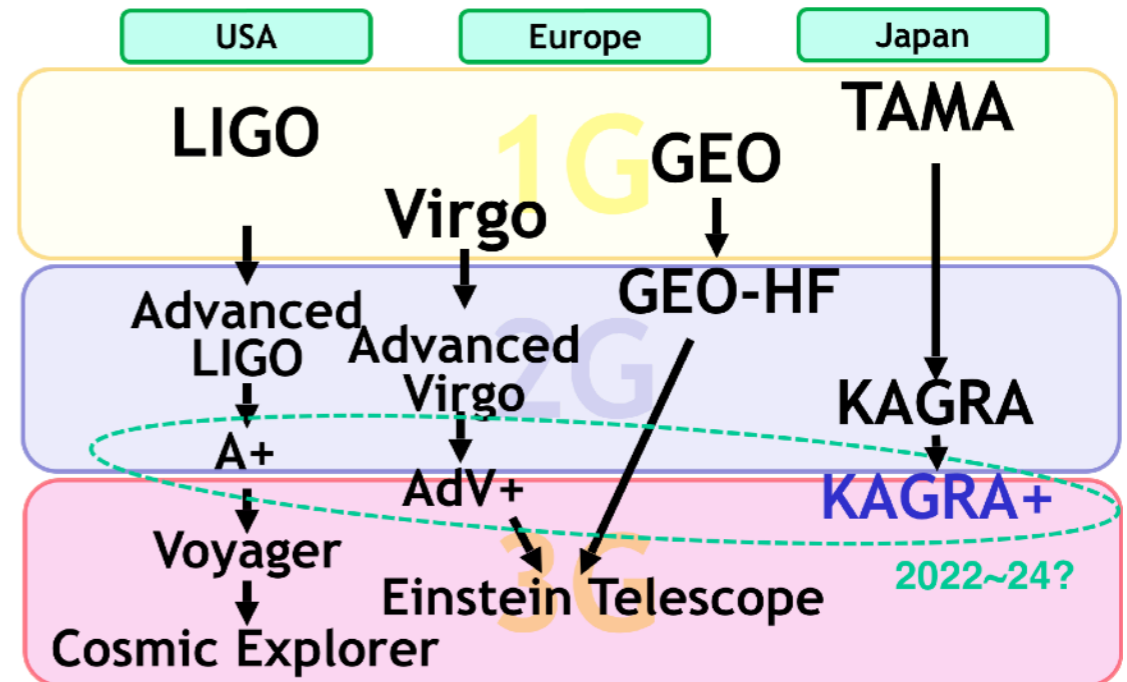 USA
Europe
Japan
1G
LIGO
Virgo
GEO
TAMA
2G
Advanced
LIGO
Advanced
Virgo
GEO-HF
KAGRA
A+
AdV+
KAGRA+
3G
2022~24?
Voyager
Einstein Telescope
Cosmic Explorer